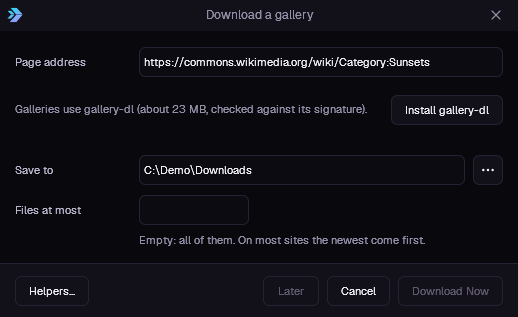 Download a gallery
Page address
https://commons.wikimedia.org/wiki/Category:Sunsets
Galleries use gallery-dl (about 23 MB, checked against its signature).
Install gallery-dl
Save to
C:\Demo\Downloads
...
Files at most
Empty: all of them. On most sites the newest come first.
Helpers...
Later
Cancel
Download Now